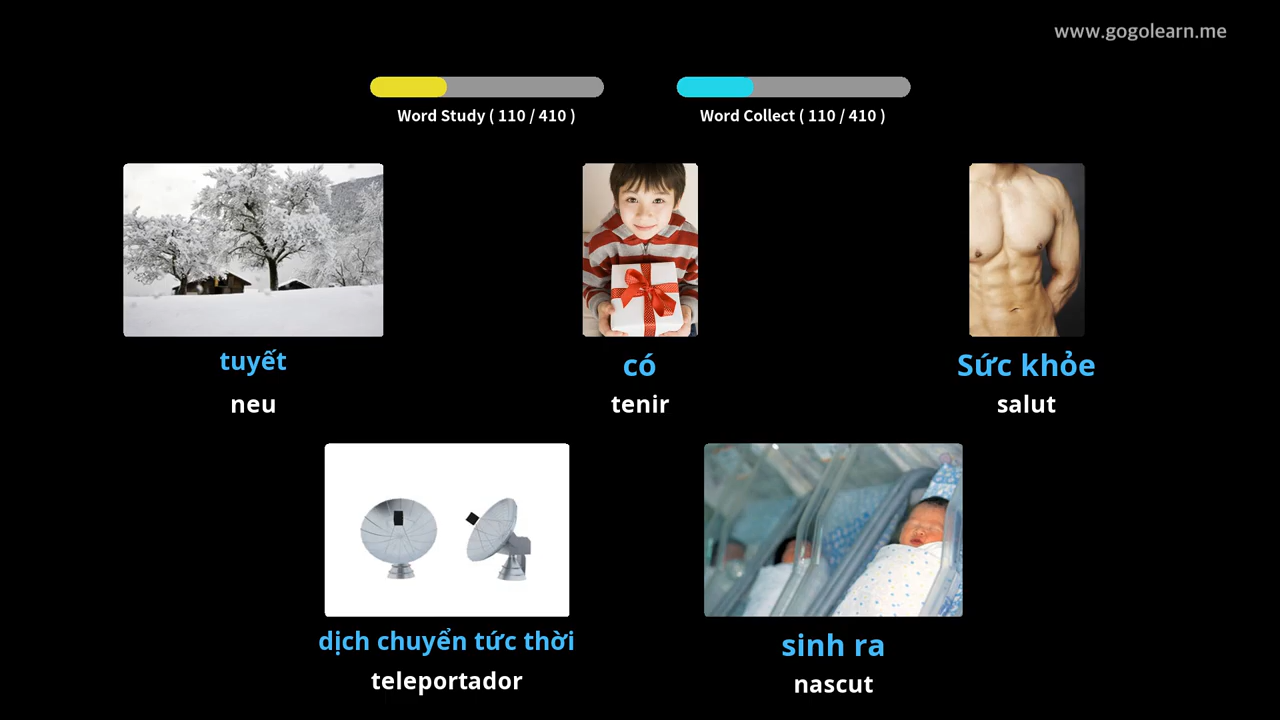 www.gogolearn.me
Word Study ( 110 / 410 )
Word Collect ( 110 / 410 )
tuyết
neu
có
tenir
Sức khỏe
salut
dịch chuyển tức thời
teleportador
sinh ra
nascut